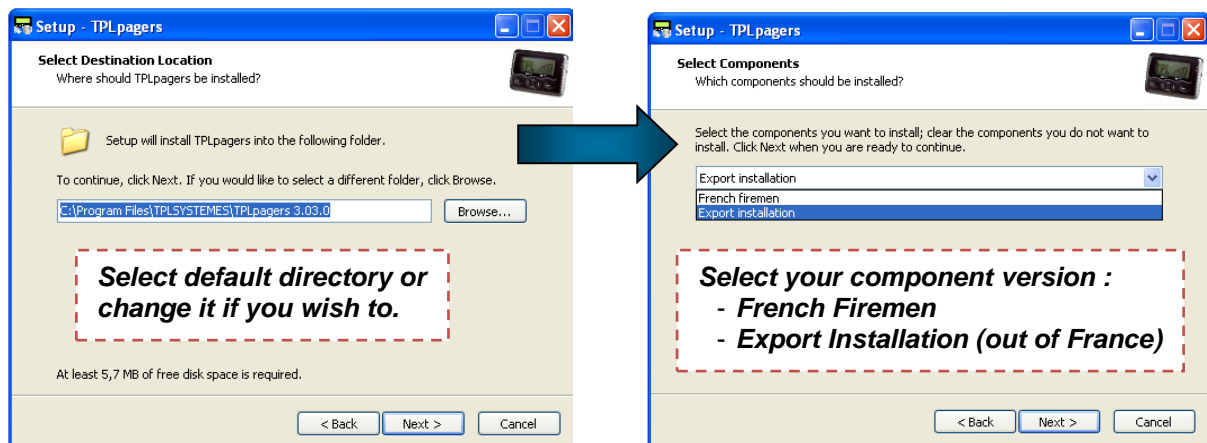 Setup - TPLpagers
Select Destination Location
Where should TPLpagers be installed?
Setup will install TPLpagers into the following folder.
To continue, click Next. If you would like to select a different folder, click Browse.
C:\Program Files\TPLSYSTEMES\TPLpagers 3.03.0
Browse...
Select default directory or
change it if you wish to.
At least 5,7 MB of free disk space is required.
< Back
Next >
Cancel
Setup - TPLpagers
Select Components
Which components should be installed?
Select the components you want to install; clear the components you do not want to
install. Click Next when you are ready to continue.
Export installation
French firemen
Export installation
Select your component version :
- French Firemen
- Export Installation (out of France)
< Back
Next >
Cancel